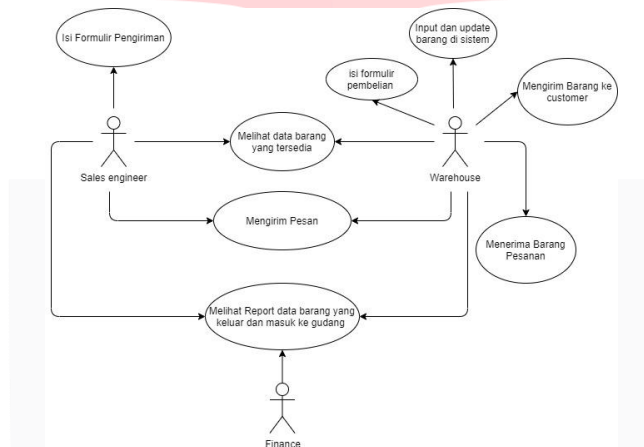 Isi Formulir Pengiriman
Input dan update
barang di sistem
isi formulir
pembelian
Mengirim Barang ke
customer
Melihat data barang
yang tersedia
Sales engineer
Warehouse
Mengirim Pesan
Menerima Barang
Pesanan
Melihat Report data barang yang
keluar dan masuk ke gudang
Finance